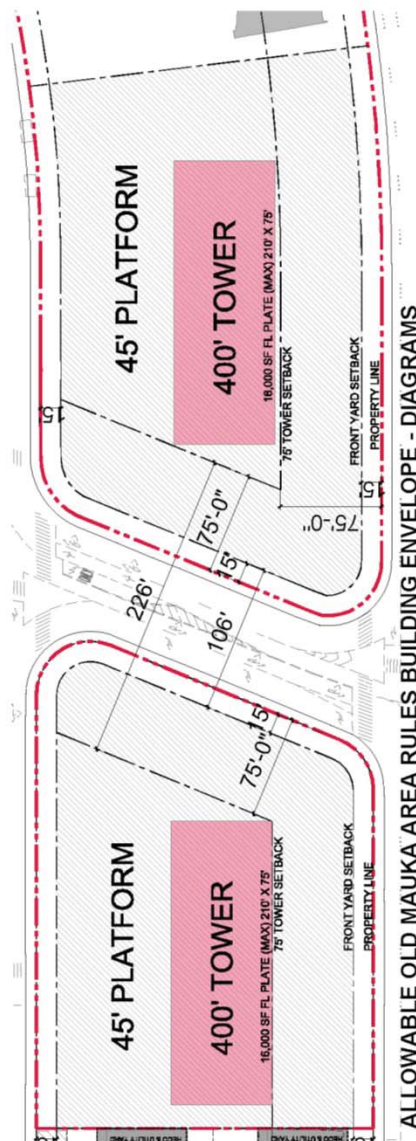 45' PLATFORM
400' TOWER
16,000 SF FL PLATE (MAX) 210' X 75'
75' TOWER SETBACK
FRONT YARD SETBACK
PROPERTY LINE
75'-0"
15'
226'
106'
75'-0"
15'
15'
45' PLATFORM
400' TOWER
16,000 SF FL PLATE (MAX) 210' X 75'
75' TOWER SETBACK
FRONT YARD SETBACK
PROPERTY LINE
75'-0"
15'
ALLOWABLE OLD MAUKA AREA RULES BUILDING ENVELOPE - DIAGRAMS